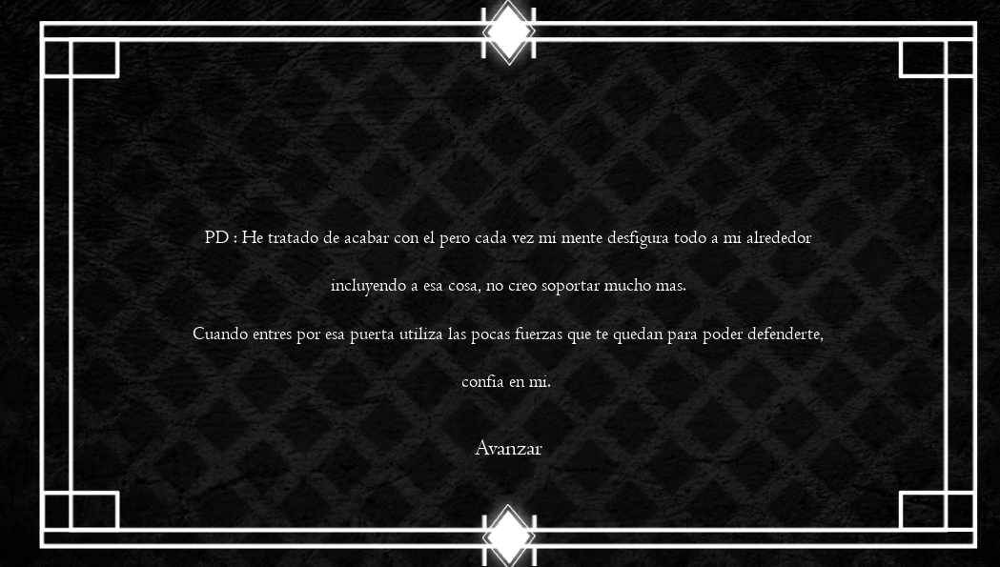 PD : He tratado de acabar con el pero cada vez mi mente desfigura todo a mi alrededor
incluyendo a esa cosa, no creo soportar mucho mas.
Cuando entres por esa puerta utiliza las pocas fuerzas que te quedan para poder defenderte,
confia en mi.
Avanzar